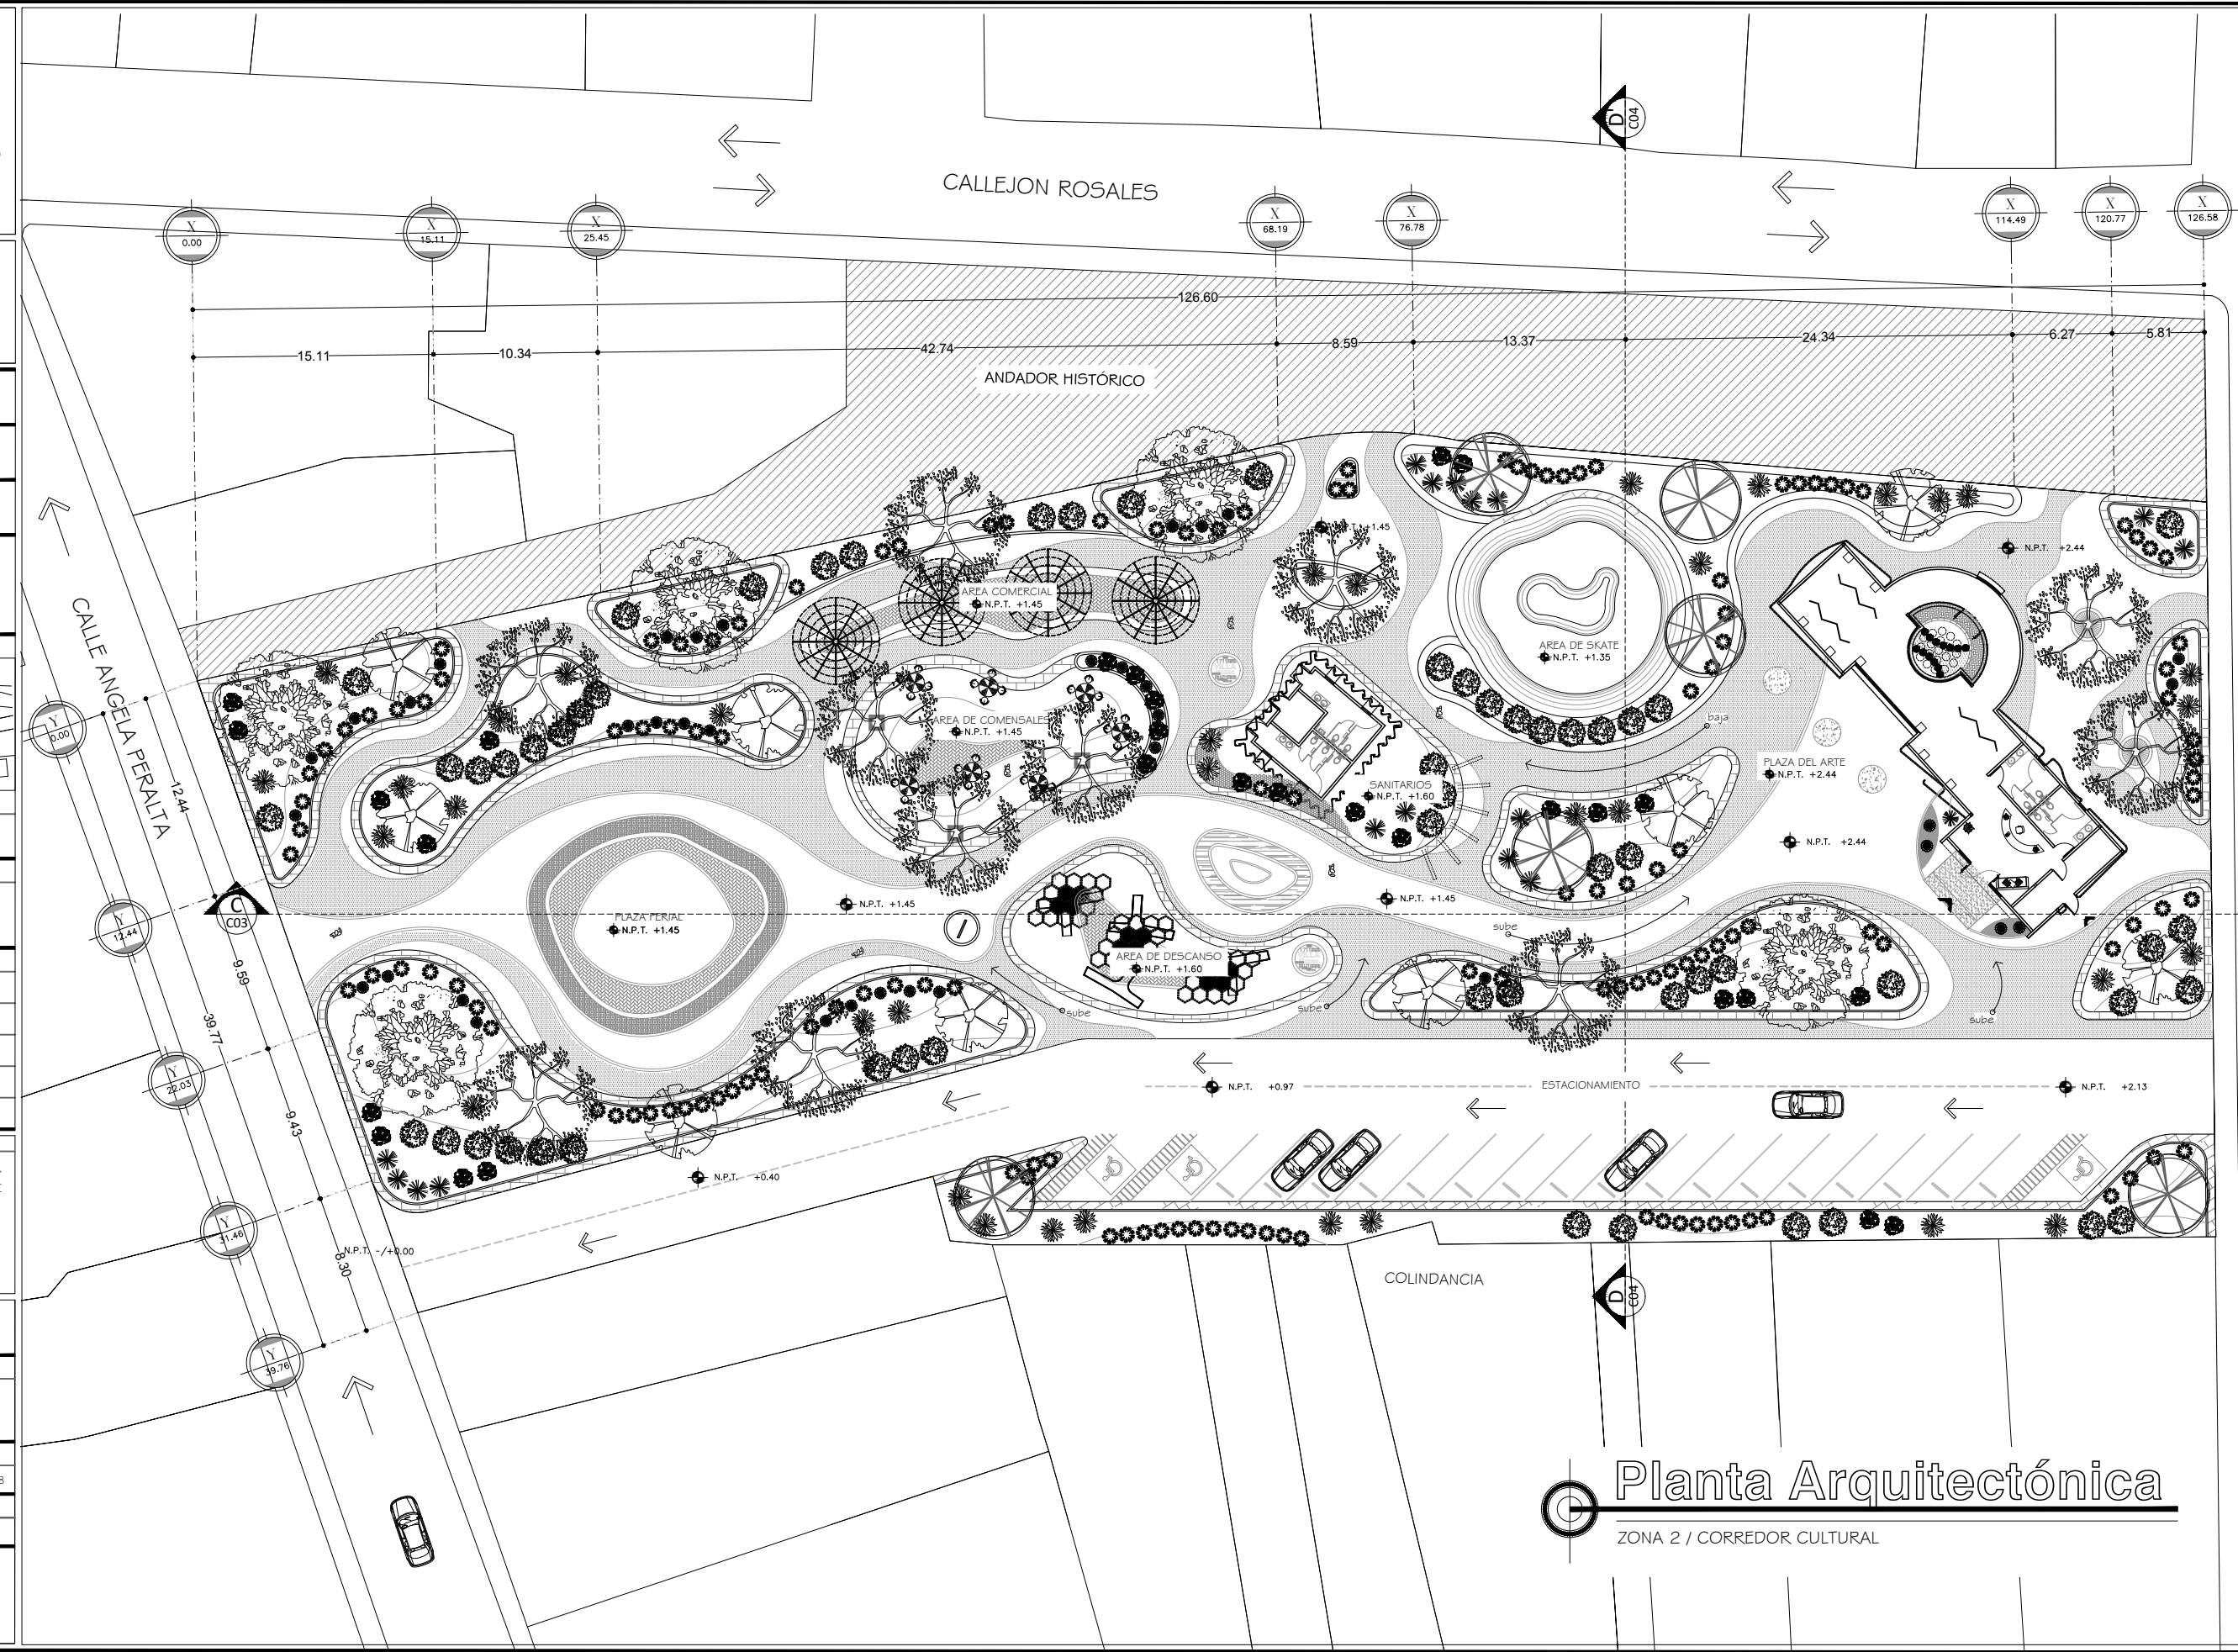 D'
C04
CALLEJON ROSALES
X
0.00
X
15.11
X
25.45
X
68.19
X
76.78
X
114.49
X
120.77
X
126.58
126.60
15.11
10.34
42.74
8.59
13.37
24.34
6.27
5.81
ANDADOR HISTÓRICO
N.P.T. +1.45
N.P.T. +2.44
AREA COMERCIAL
N.P.T. +1.45
AREA DE SKATE
N.P.T. +1.35
CALLE ANGELA PERALTA
Y
0.00
12.44
AREA DE COMENSALES
N.P.T. +1.45
baja
PLAZA DEL ARTE
N.P.T. +2.44
SANITARIOS
N.P.T. +1.60
N.P.T. +2.44
C
C03
Y
12.44
N.P.T. +1.45
N.P.T. +1.45
PLAZA FERIAL
N.P.T. +1.45
sube
9.59
AREA DE DESCANSO
N.P.T. +1.60
sube
sube
sube
39.77
Y
22.03
N.P.T. +0.97
ESTACIONAMIENTO
N.P.T. +2.13
9.43
N.P.T. +0.40
Y
31.46
N.P.T. -/+0.00
8.30
COLINDANCIA
D
C04
Y
39.76
Planta Arquitectónica
ZONA 2 / CORREDOR CULTURAL